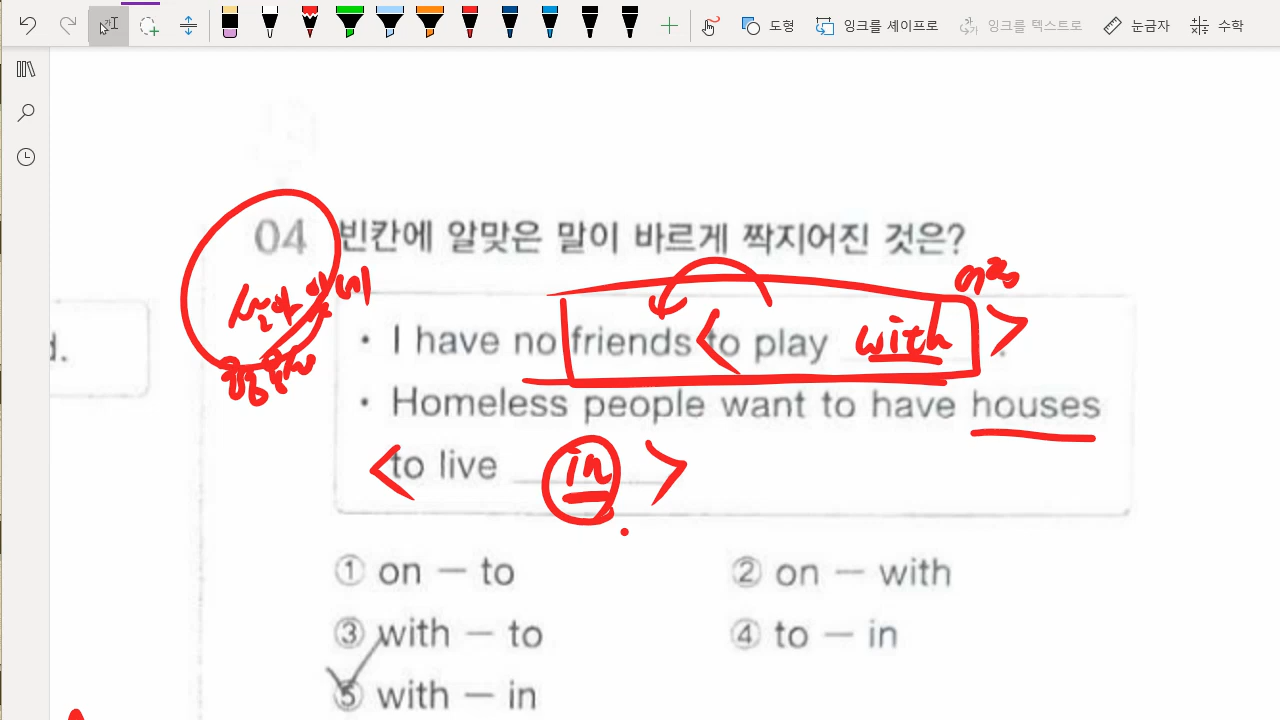 도형 잉크를 셰이프로 잉크를 텍스트로 눈금자 수학
04 빈칸에 알맞은 말이 바르게 짝지어진 것은?
d.
• I have no friends <to play with > .
• Homeless people want to have houses
<to live in >
① on — to
② on — with
③ with — to
④ to — in
⑤ with — in